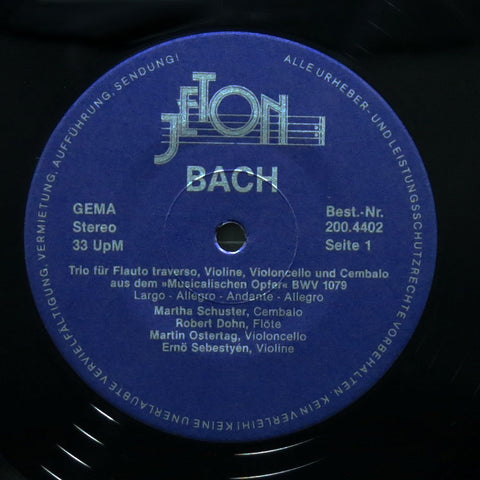 JETON
BACH
GEMA
Stereo
33 UpM
Best.-Nr.
200.4402
Seite 1
Trio für Flauto traverso, Violine, Violoncello und Cembalo
aus dem »Musicalischen Opfer« BWV 1079
Largo - Allegro - Andante - Allegro
Martha Schuster, Cembalo
Robert Dohn, Flöte
Martin Ostertag, Violoncello
Ernö Sebestyén, Violine
ALLE URHEBER- UND LEISTUNGSSCHUTZRECHTE VORBEHALTEN. KEIN VERLEIH! KEINE UNERLAUBTE VERVIELFÄLTIGUNG, VERMIETUNG, AUFFÜHRUNG, SENDUNG!